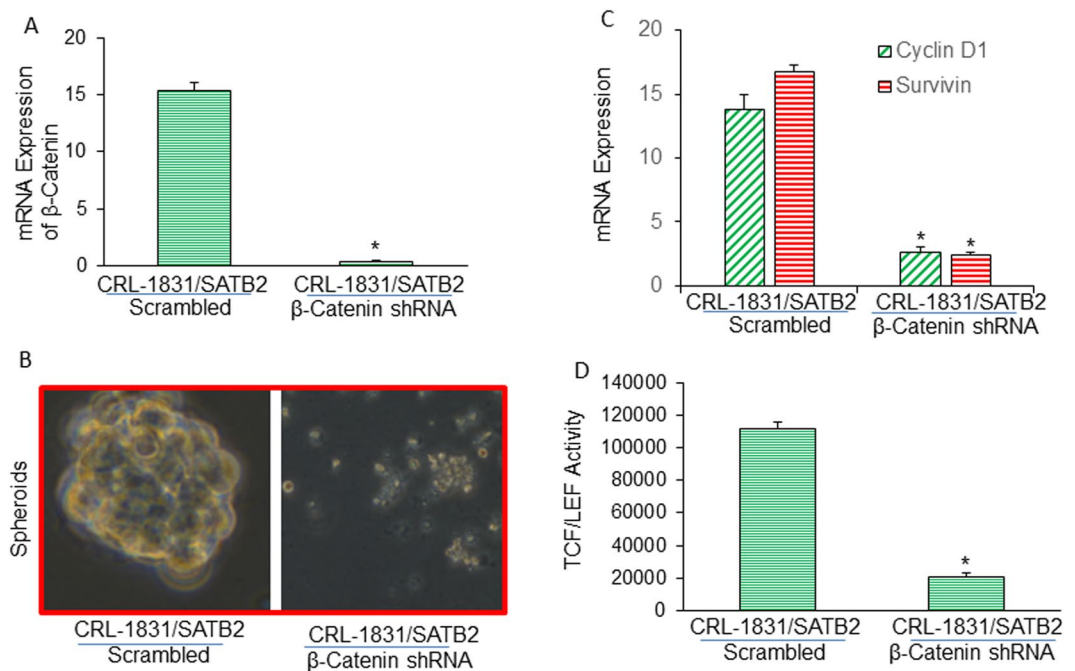 A
mRNA Expression
of β-Catenin
20
15
10
5
0
*
CRL-1831/SATB2
Scrambled
CRL-1831/SATB2
β-Catenin shRNA
B
Spheroids
CRL-1831/SATB2
Scrambled
CRL-1831/SATB2
β-Catenin shRNA
C
mRNA Expression
20
15
10
5
0
Cyclin D1
Survivin
* *
CRL-1831/SATB2
Scrambled
CRL-1831/SATB2
β-Catenin shRNA
D
TCF/LEF Activity
140000
120000
100000
80000
60000
40000
20000
0
*
CRL-1831/SATB2
Scrambled
CRL-1831/SATB2
β-Catenin shRNA